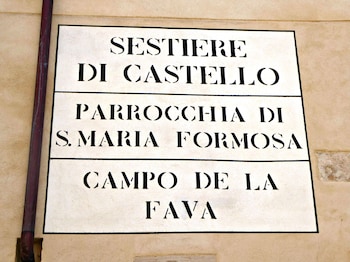 SESTIERE
DI CASTELLO
PARROCCHIA DI
S. MARIA FORMOSA
CAMPO DE LA
FAVA